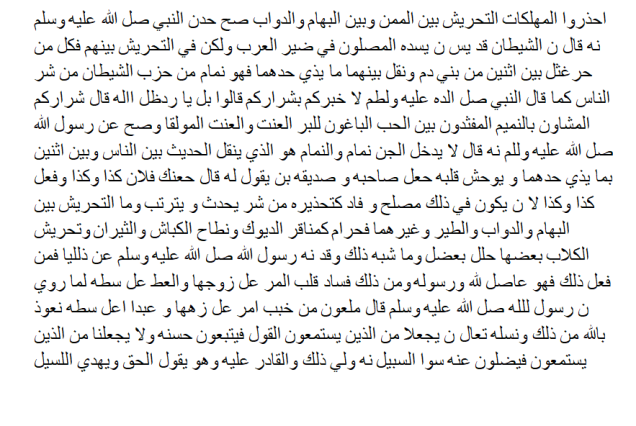 احذروا المهلكات التحريش بين الممن وبين البهام والدواب صح حدن النبي صل الله عليه وسلم
نه قال ن الشيطان قد يس ن يسده المصلون في ضير العرب ولكن في التحريش بينهم فكل من
حرغثل بين اثنين من بني دم ونقل بينهما ما يذي حدهما فهو نمام من حزب الشيطان من شر
الناس كما قال النبي صل الده عليه ولطم لا خبركم بشراركم قالوا بل يا ردظل االه قال شراركم
المشاون بالنميم المفثدون بين الحب الباغون للبر العنت والعنت المولقا وصح عن رسول الله
صل الله عليه وللم نه قال لا يدخل الجن نمام والنمام هو الذي ينقل الحديث بين الناس وبين اثنين
بما يذي حدهما و يوحش قلبه حعل صاحبه و صديقه بن يقول له قال حعنك فلان كذا وكذا وفعل
كذا وكذا لا ن يكون في ذلك مصلح و فاد كتحذيره من شر يحدث و يترتب وما التحريش بين
البهام والدواب والطير و غيرهما فحرام كمناقر الديوك ونطاح الكباش والثيران وتحريش
الكلاب بعضها حلل بعضل وما شبه ذلك وقد نه رسول الله صل الله عليه وسلم عن ذلليا فمن
فعل ذلك فهو عاصل لله ورسوله ومن ذلك فساد قلب المر عل زوجها والعط عل سطه لما روي
ن رسول للله صل الله عليه وسلم قال ملعون من خبب امر عل زهها و عبدا اعل سطه نعوذ
بالله من ذلك ونسله تعال ن يجعلا من الذين يستمعون القول فيتبعون حسنه ولا يجعلنا من الذين
يستمعون فيضلون عنه سوا السبيل نه ولي ذلك والقادر عليه وهو يقول الحق ويهدي اللسيل